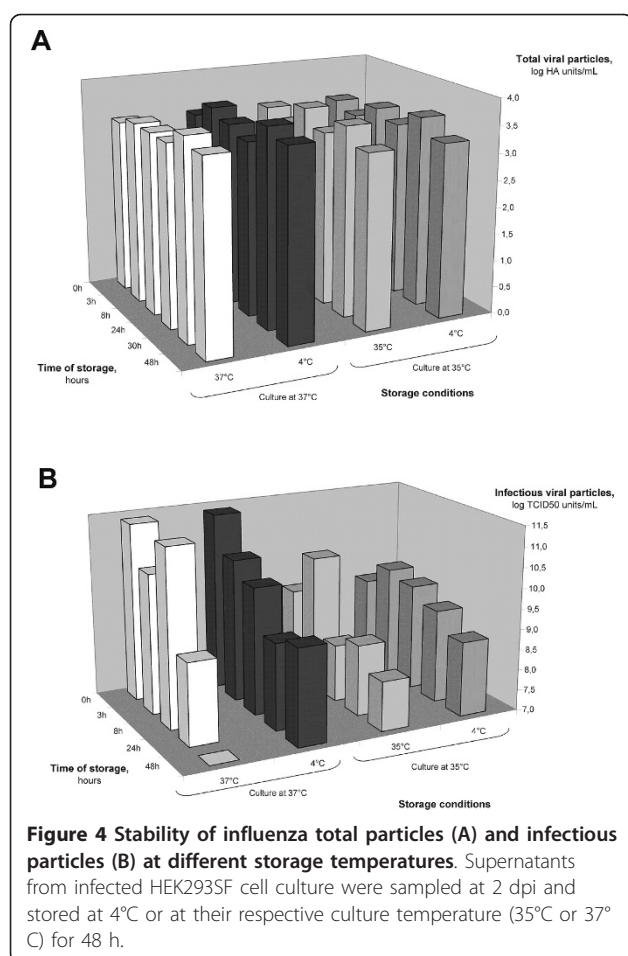 A
Total viral particles,
log HA units/mL
4,0
3,5
3,0
2,5
2,0
1,5
1,0
0,5
0,0
0h
3h
8h
24h
30h
48h
Time of storage,
hours
37°C
4°C
35°C
4°C
Culture at 37°C
Culture at 35°C
Storage conditions
B
Infectious viral particles,
log TCID50 units/mL
11,5
11,0
10,5
10,0
9,5
9,0
8,5
8,0
7,5
7,0
0h
3h
8h
24h
48h
Time of storage,
hours
37°C
4°C
35°C
4°C
Culture at 37°C
Culture at 35°C
Storage conditions
Figure 4 Stability of influenza total particles (A) and infectious
particles (B) at different storage temperatures. Supernatants
from infected HEK293SF cell culture were sampled at 2 dpi and
stored at 4°C or at their respective culture temperature (35°C or 37°
C) for 48 h.